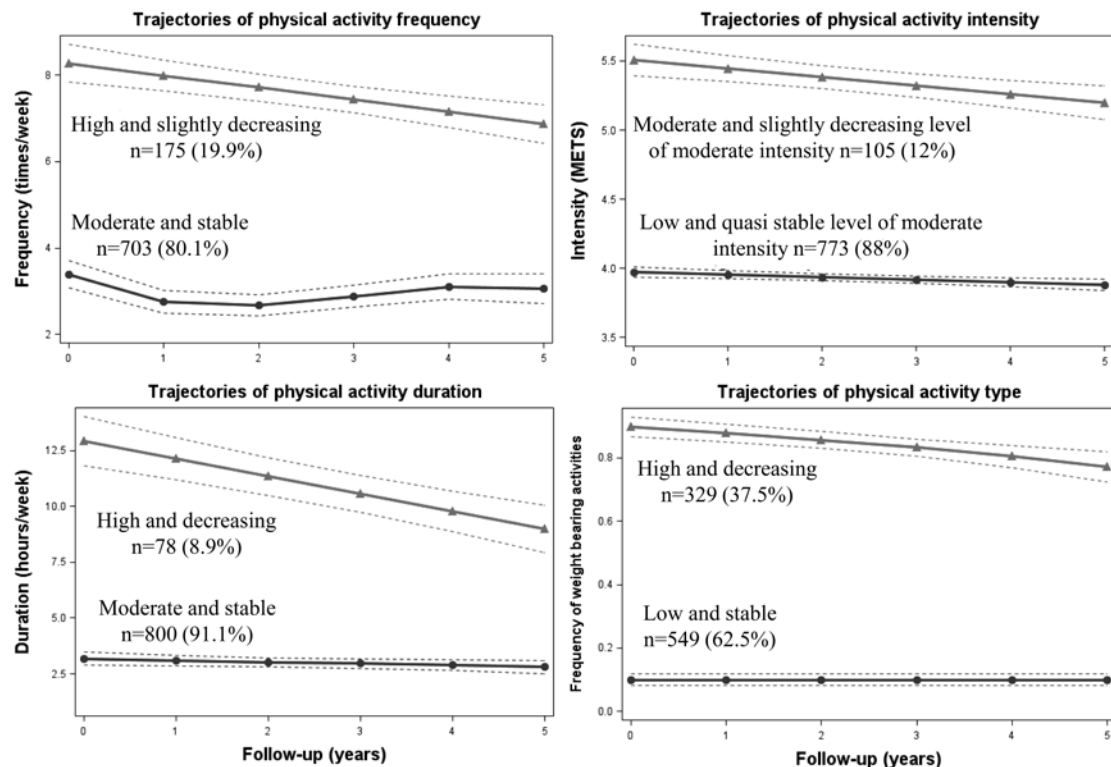 Trajectories of physical activity frequency
Frequency (times/week)
8
6
4
2
High and slightly decreasing
n=175 (19.9%)
Moderate and stable
n=703 (80.1%)
0 1 2 3 4 5
Trajectories of physical activity intensity
Intensity (METS)
5.5
5.0
4.5
4.0
3.5
Moderate and slightly decreasing level
of moderate intensity n=105 (12%)
Low and quasi stable level of moderate
intensity n=773 (88%)
0 1 2 3 4 5
Trajectories of physical activity duration
Duration (hours/week)
12.5
10.0
7.5
5.0
2.5
High and decreasing
n=78 (8.9%)
Moderate and stable
n=800 (91.1%)
0 1 2 3 4 5
Follow-up (years)
Trajectories of physical activity type
Frequency of weight bearing activities
0.8
0.6
0.4
0.2
0.0
High and decreasing
n=329 (37.5%)
Low and stable
n=549 (62.5%)
0 1 2 3 4 5
Follow-up (years)